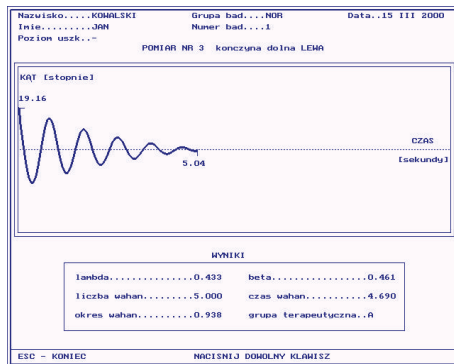 Nazwisko.....KOWALSKI Grupa bad....NOR Data..15 III 2000
Imie.........JAN Numer bad....1
Poziom uszk..-
POMIAR NR 3 konczyna dolna LEWA
KĄT [stopnie]
19.16
CZAS
5.04
[sekundy]
WYNIKI
lambda...............0.433 beta.................0.461
liczba wahan.........5.000 czas wahan...........4.690
okres wahan..........0.938 grupa terapeutyczna..A
ESC - KONIEC NACISNIJ DOWOLNY KLAWISZ